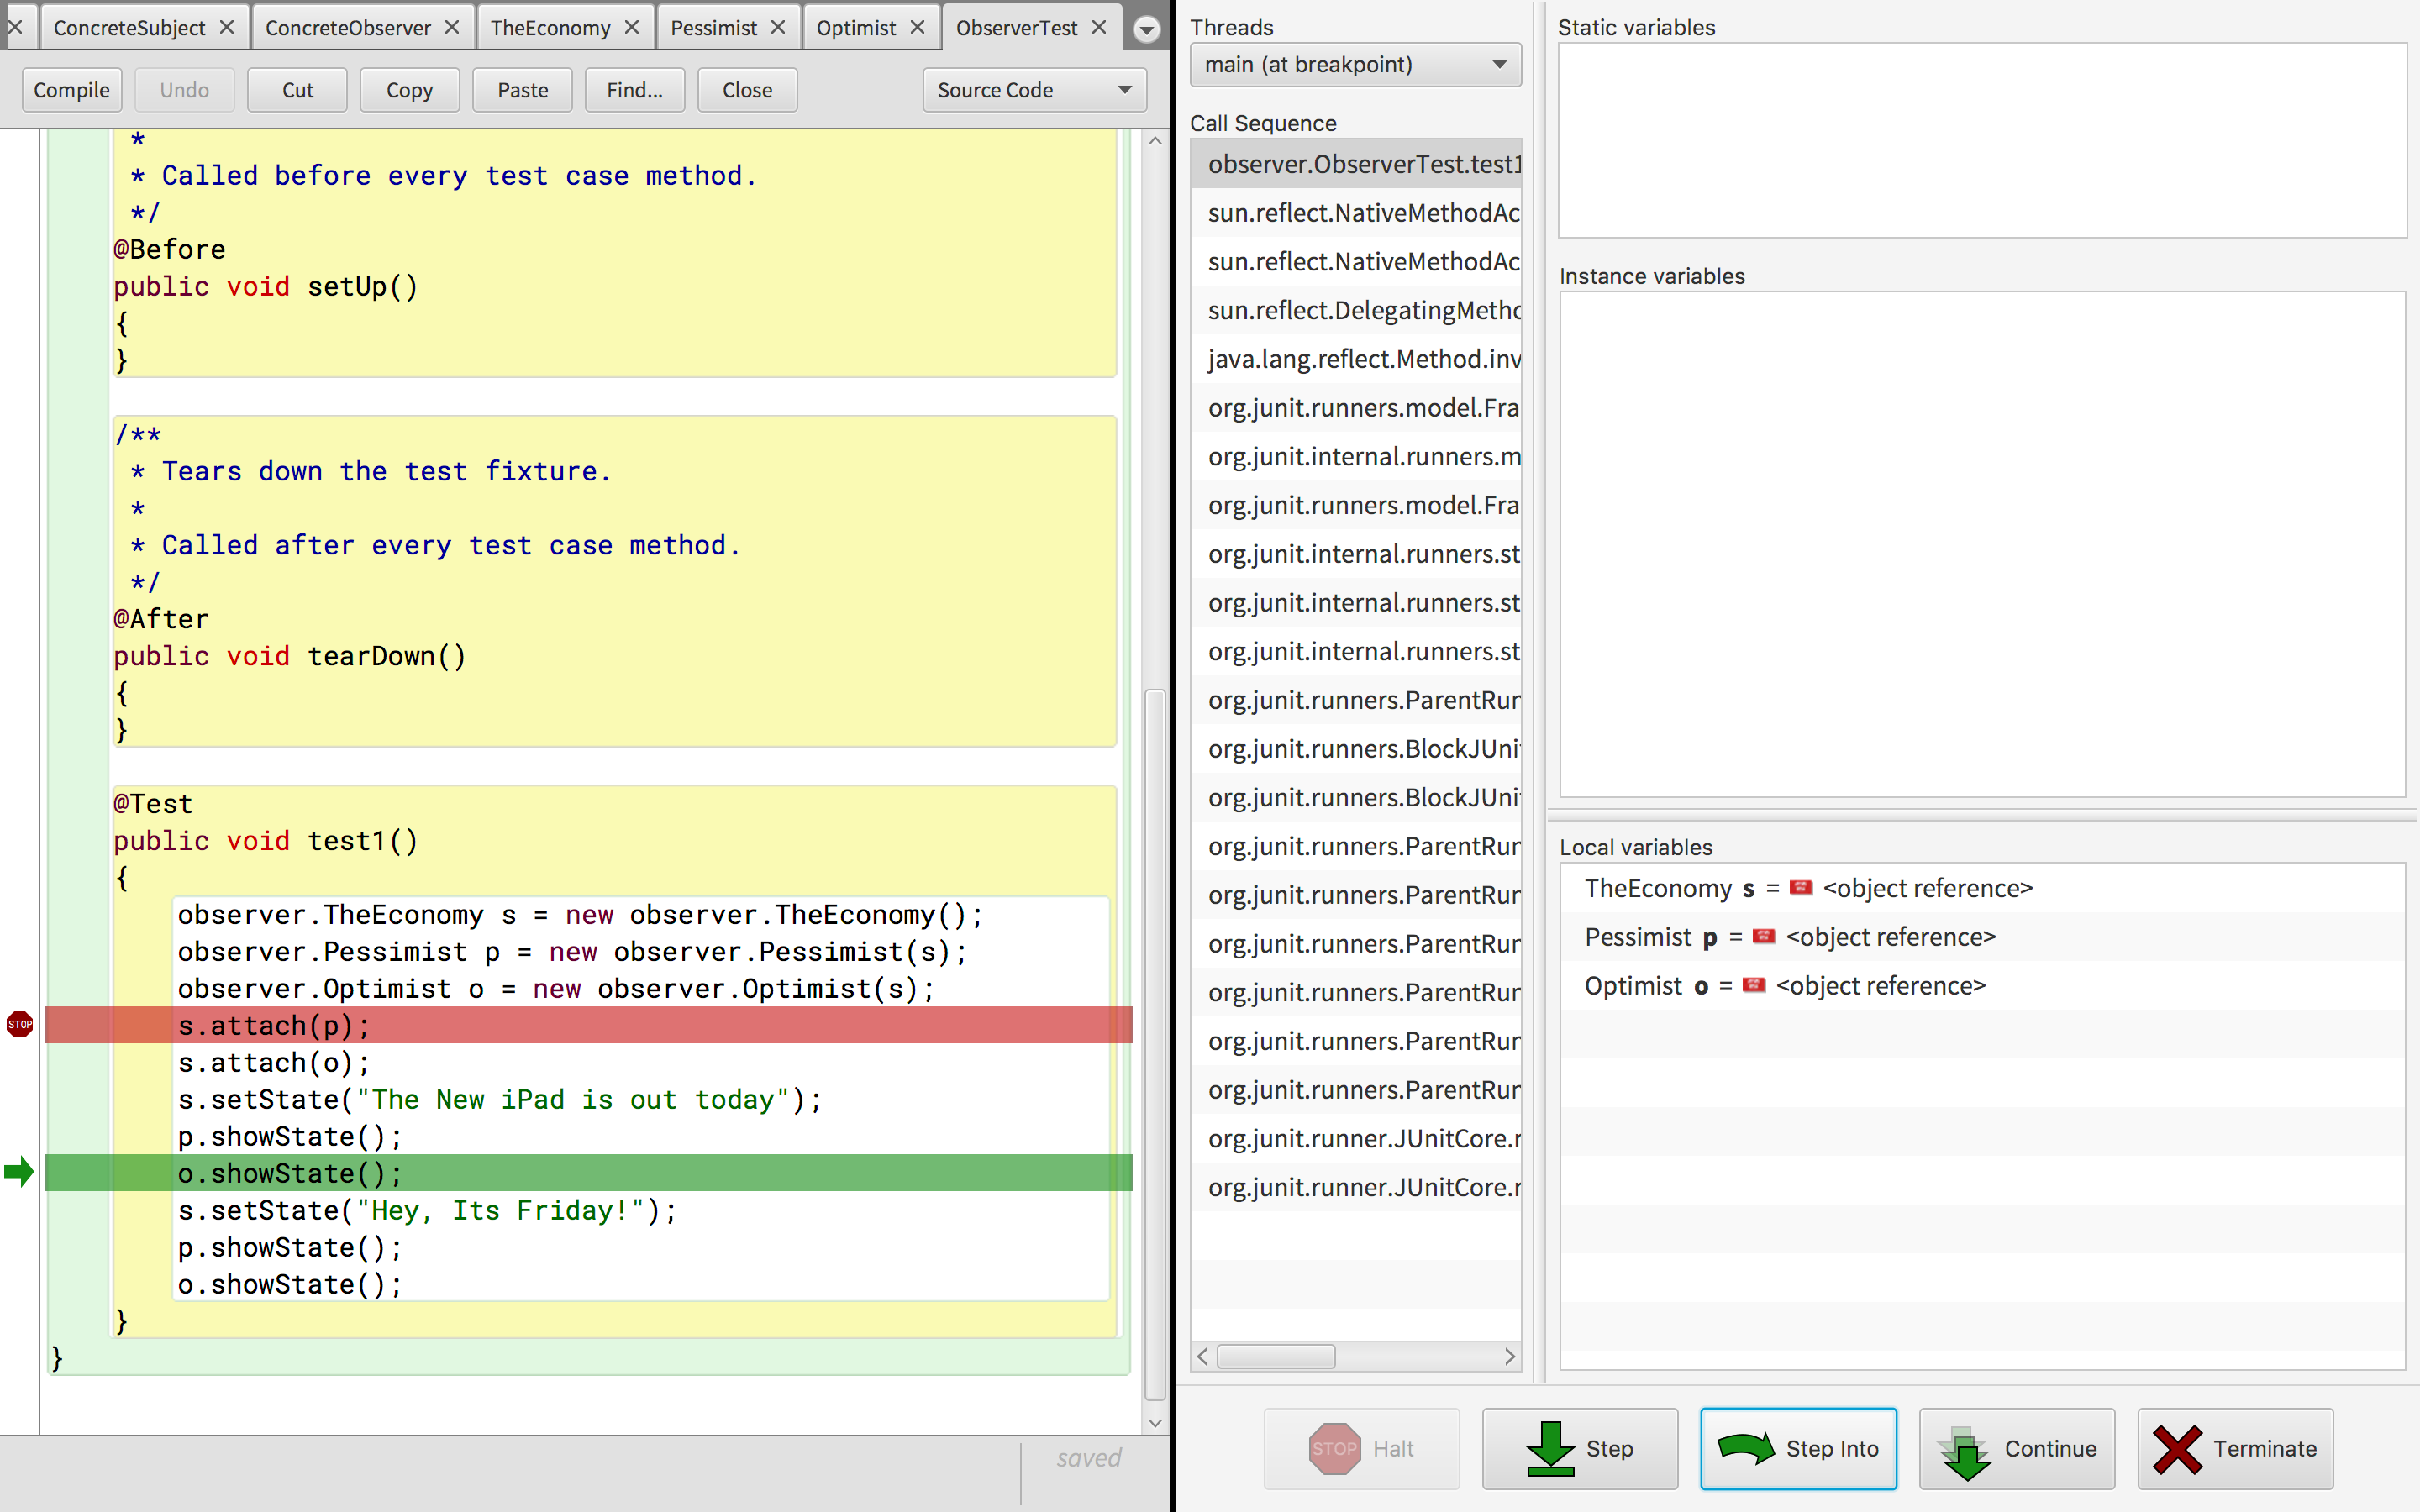 ConcreteSubject
ConcreteObserver
TheEconomy
Pessimist
Optimist
ObserverTest
Compile
Undo
Cut
Copy
Paste
Find...
Close
Source Code
*
* Called before every test case method.
*/
@Before
public void setUp()
{
}
/**
* Tears down the test fixture.
*
* Called after every test case method.
*/
@After
public void tearDown()
{
}
@Test
public void test1()
{
observer.TheEconomy s = new observer.TheEconomy();
observer.Pessimist p = new observer.Pessimist(s);
observer.Optimist o = new observer.Optimist(s);
STOP
s.attach(p);
s.attach(o);
s.setState("The New iPad is out today");
p.showState();
o.showState();
s.setState("Hey, Its Friday!");
p.showState();
o.showState();
}
}
saved
Threads
main (at breakpoint)
Call Sequence
observer.ObserverTest.test1
sun.reflect.NativeMethodAc
sun.reflect.NativeMethodAc
sun.reflect.DelegatingMetho
java.lang.reflect.Method.inv
org.junit.runners.model.Fra
org.junit.internal.runners.m
org.junit.runners.model.Fra
org.junit.internal.runners.st
org.junit.internal.runners.st
org.junit.internal.runners.st
org.junit.runners.ParentRun
org.junit.runners.BlockJUni
org.junit.runners.BlockJUni
org.junit.runners.ParentRun
org.junit.runners.ParentRun
org.junit.runners.ParentRun
org.junit.runners.ParentRun
org.junit.runners.ParentRun
org.junit.runners.ParentRun
org.junit.runner.JUnitCore.r
org.junit.runner.JUnitCore.r
Static variables
Instance variables
Local variables
TheEconomy s = <object reference>
Pessimist p = <object reference>
Optimist o = <object reference>
STOP Halt
Step
Step Into
Continue
Terminate